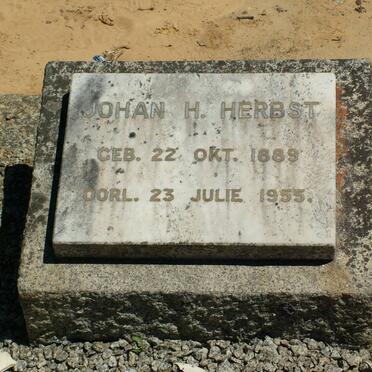 JOHAN H. HERBST
GEB. 22 OKT. 1889
OORL. 23 JULIE 1955.